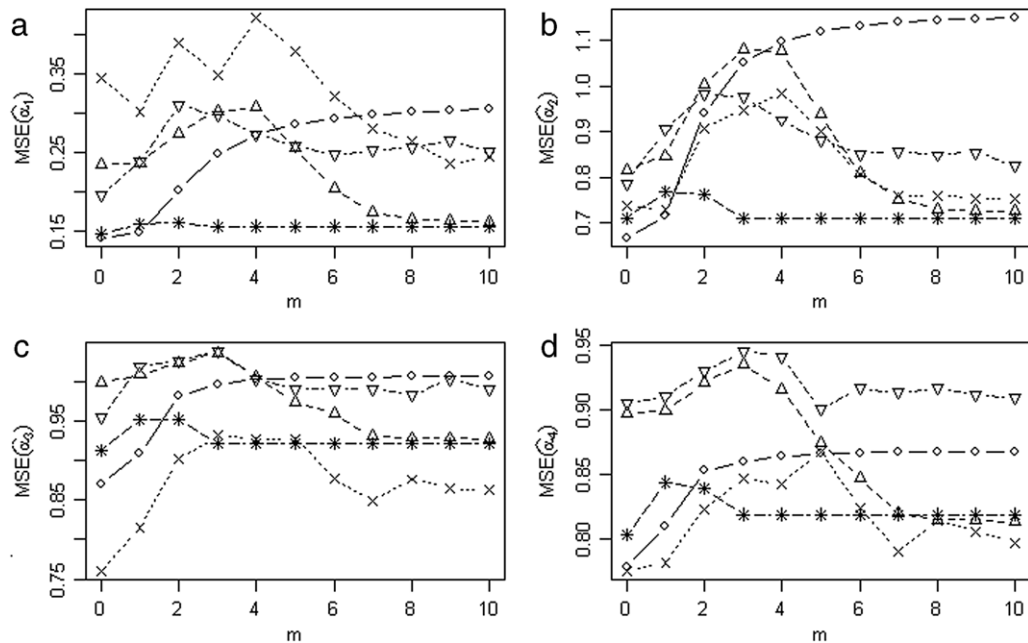 a
MSE(α̂₁)
0.15 0.25 0.35
0 2 4 6 8 10
m
b
MSE(α̂₂)
0.7 0.8 0.9 1.0 1.1
0 2 4 6 8 10
m
c
MSE(α̂₃)
0.75 0.85 0.95
0 2 4 6 8 10
m
d
MSE(α̂₄)
0.80 0.85 0.90 0.95
0 2 4 6 8 10
m